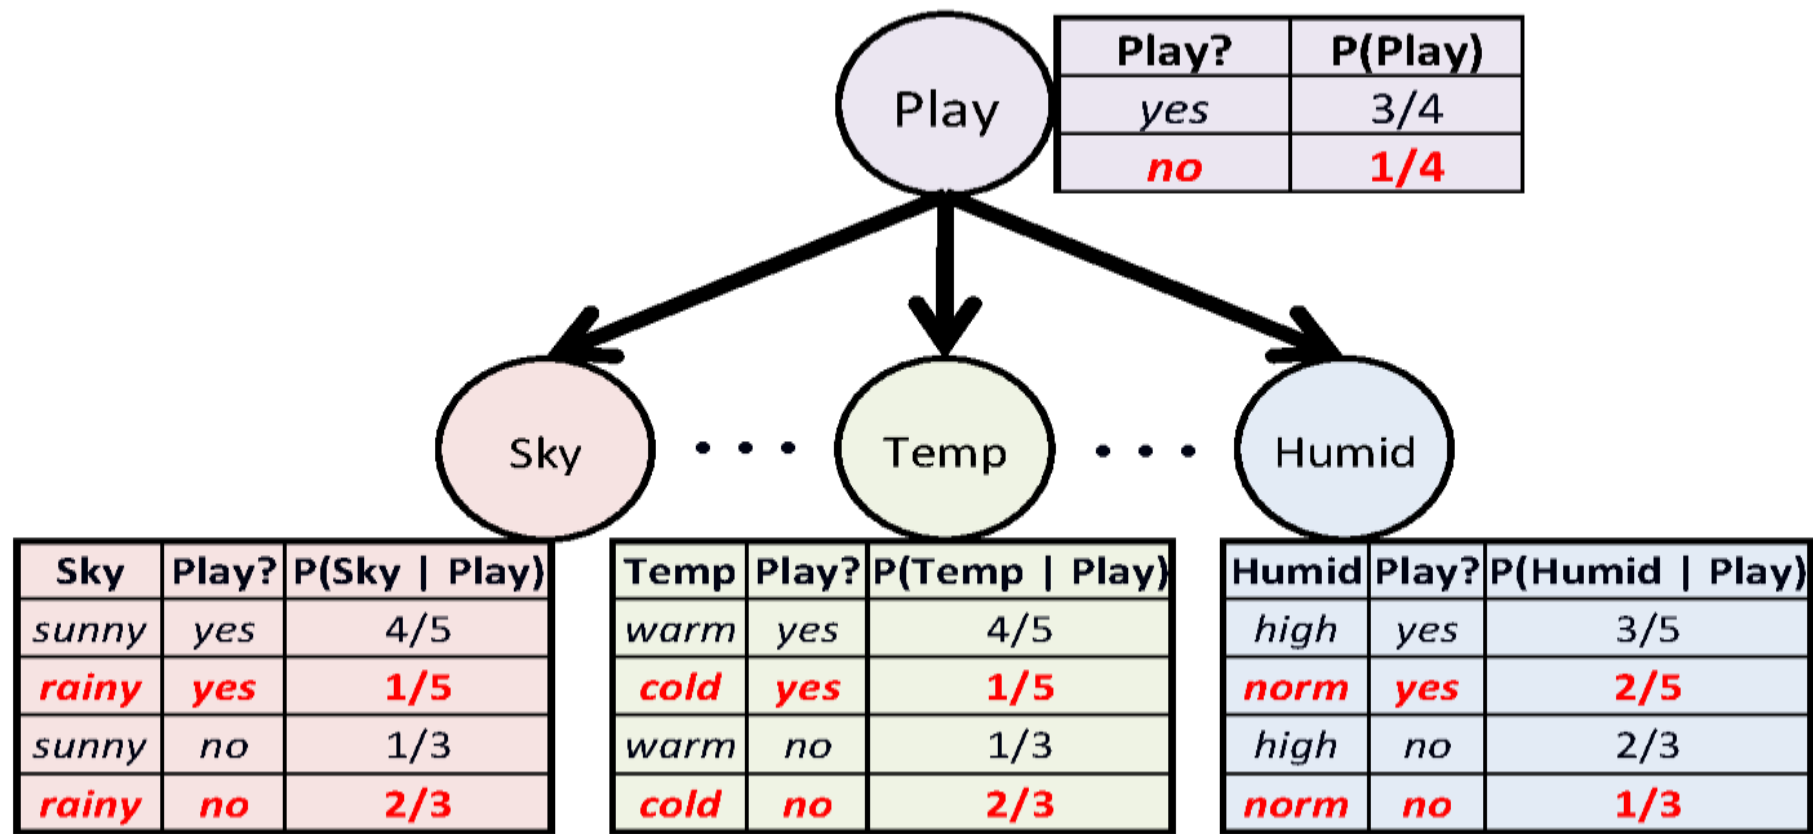 Play
Play? P(Play)
yes 3/4
no 1/4
Sky
Temp
Humid
Sky Play? P(Sky | Play)
sunny yes 4/5
rainy yes 1/5
sunny no 1/3
rainy no 2/3
Temp Play? P(Temp | Play)
warm yes 4/5
cold yes 1/5
warm no 1/3
cold no 2/3
Humid Play? P(Humid | Play)
high yes 3/5
norm yes 2/5
high no 2/3
norm no 1/3